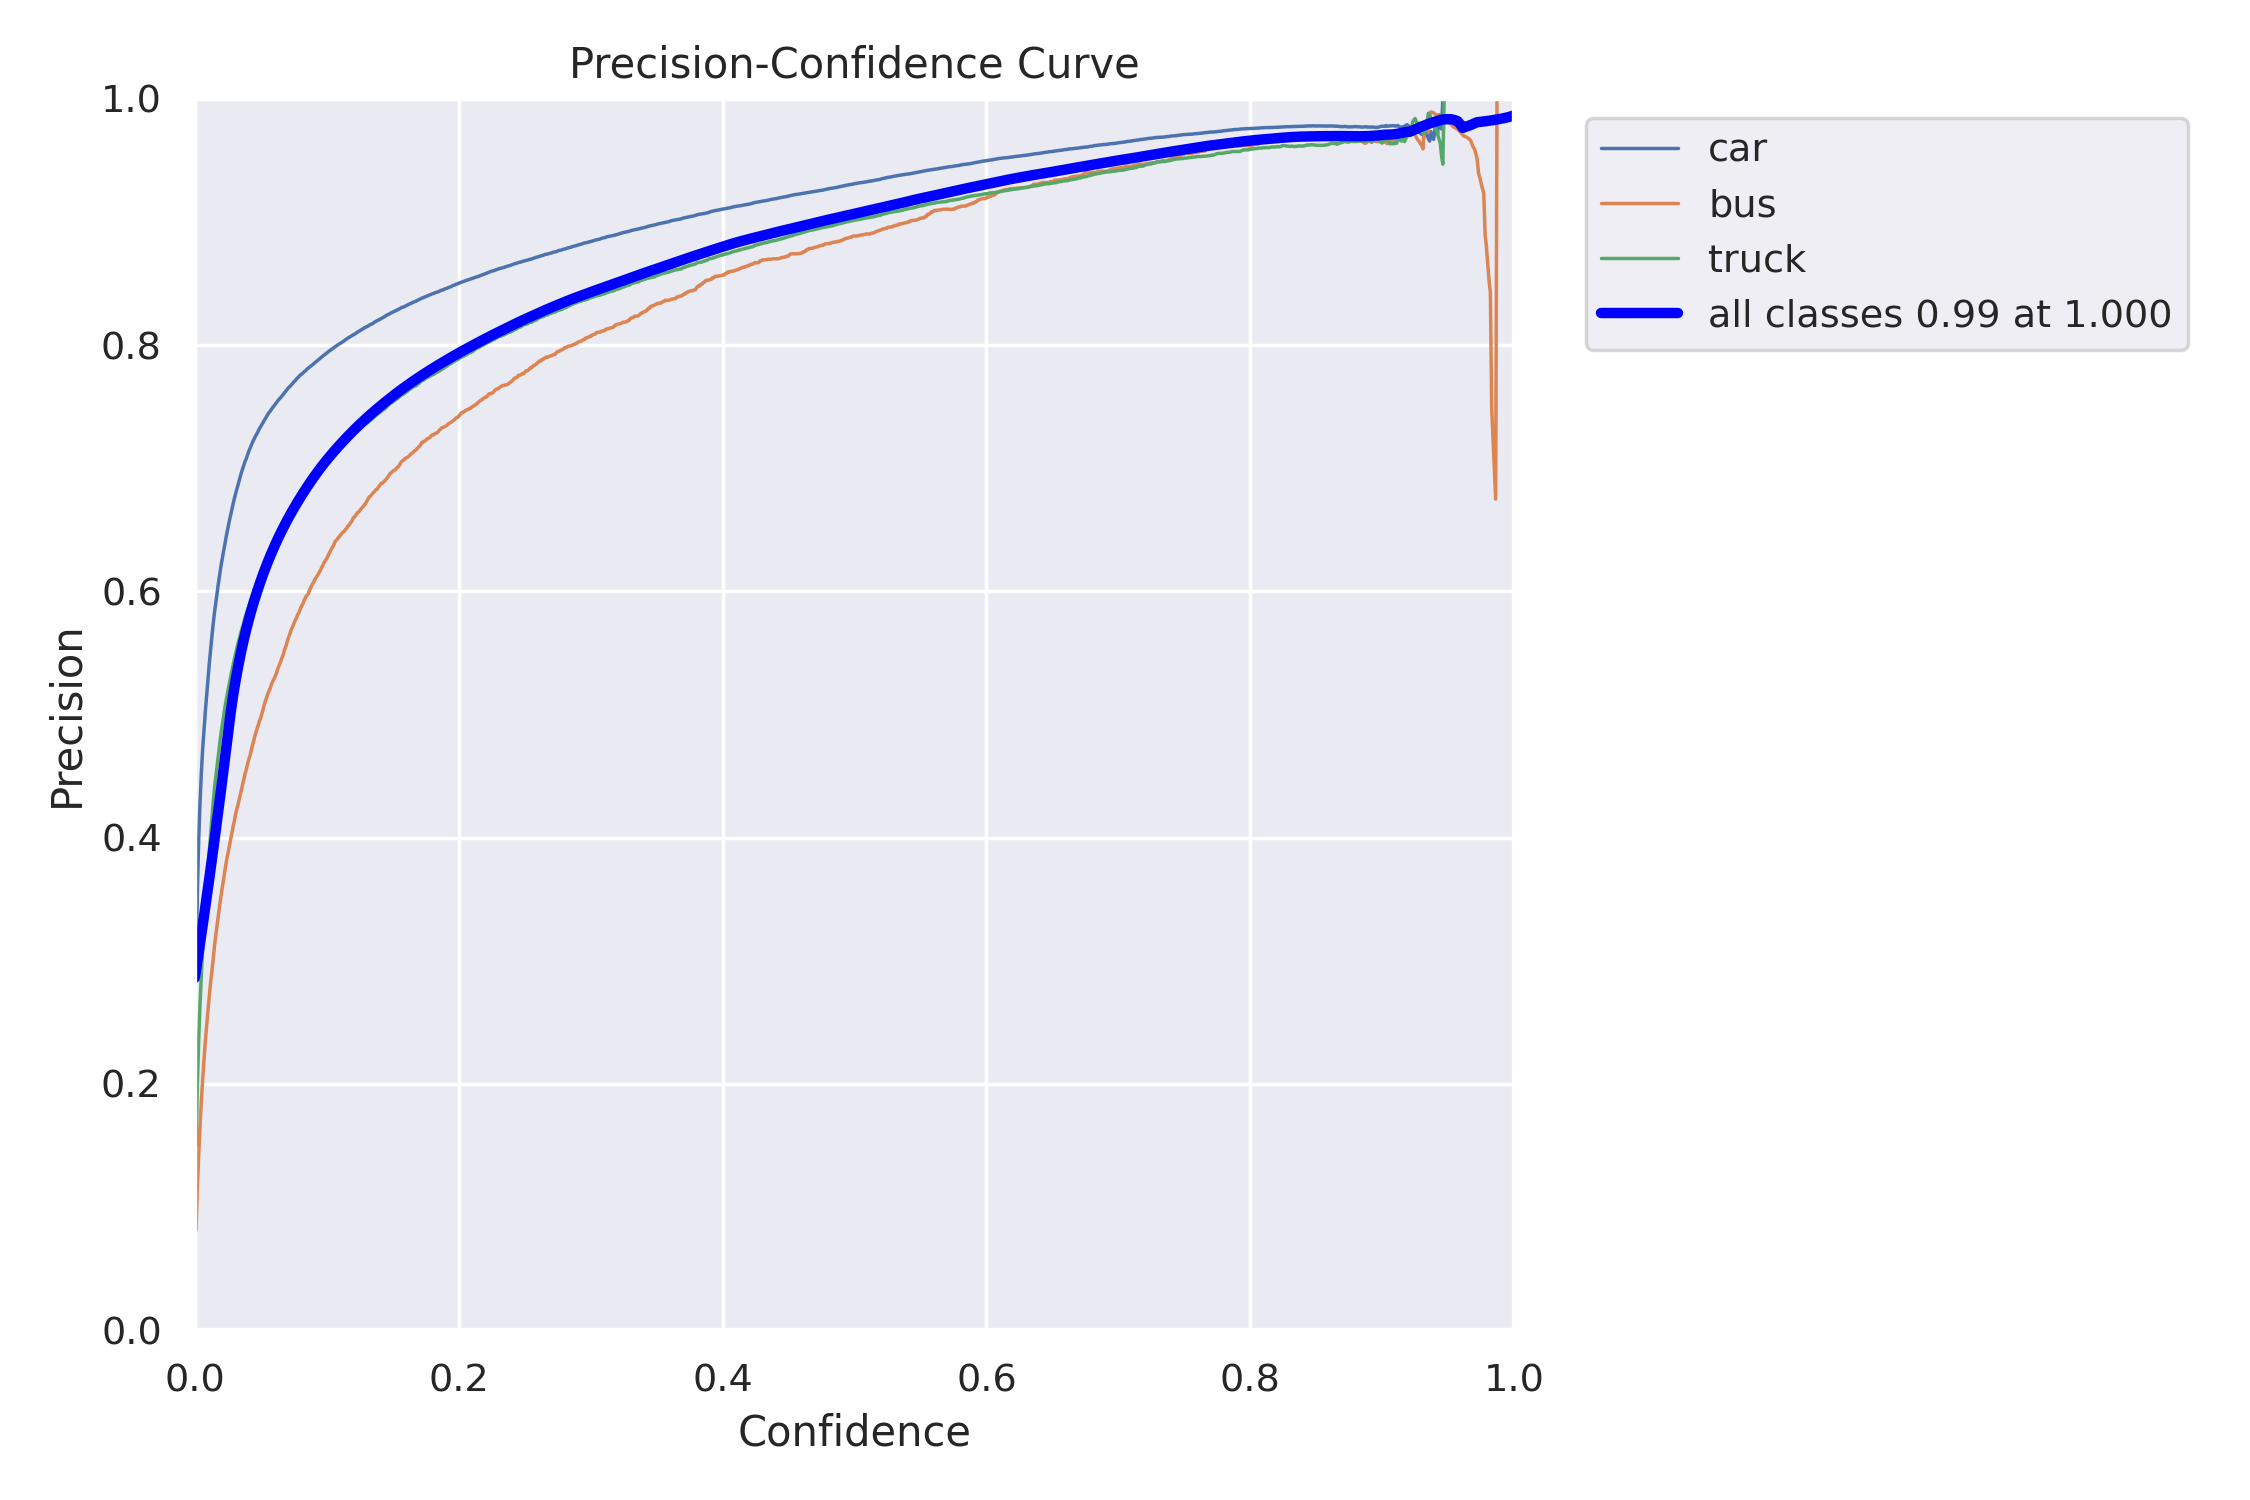 Precision-Confidence Curve
1.0
0.8
0.6
0.4
0.2
0.0
Precision
0.0 0.2 0.4 0.6 0.8 1.0
Confidence
car
bus
truck
all classes 0.99 at 1.000